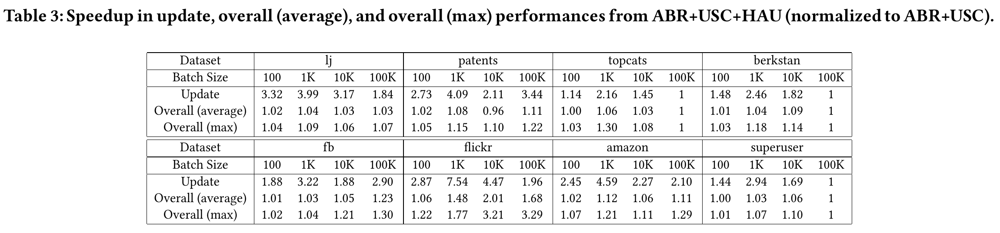 Table 3: Speedup in update, overall (average), and overall (max) performances from ABR+USC+HAU (normalized to ABR+USC).
Dataset lj patents topcats berkstan
Batch Size 100 1K 10K 100K 100 1K 10K 100K 100 1K 10K 100K 100 1K 10K 100K
Update 3.32 3.99 3.17 1.84 2.73 4.09 2.11 3.44 1.14 2.16 1.45 1 1.48 2.46 1.82 1
Overall (average) 1.02 1.04 1.03 1.03 1.02 1.08 0.96 1.11 1.00 1.06 1.03 1 1.01 1.04 1.09 1
Overall (max) 1.04 1.09 1.06 1.07 1.05 1.15 1.10 1.22 1.03 1.30 1.08 1 1.03 1.18 1.14 1
Dataset fb flickr amazon superuser
Batch Size 100 1K 10K 100K 100 1K 10K 100K 100 1K 10K 100K 100 1K 10K 100K
Update 1.88 3.22 1.88 2.90 2.87 7.54 4.47 1.96 2.45 4.59 2.27 2.10 1.44 2.94 1.69 1
Overall (average) 1.01 1.03 1.05 1.23 1.06 1.48 2.01 1.68 1.02 1.12 1.06 1.11 1.00 1.03 1.06 1
Overall (max) 1.02 1.04 1.21 1.30 1.22 1.77 3.21 3.29 1.07 1.21 1.11 1.29 1.01 1.07 1.10 1